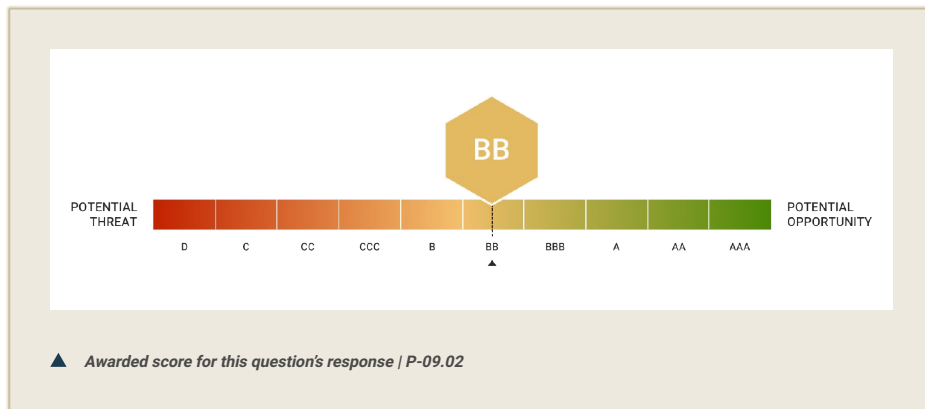 BB
POTENTIAL
THREAT
POTENTIAL
OPPORTUNITY
D C CC CCC B BB BBB A AA AAA
Awarded score for this question's response | P-09.02